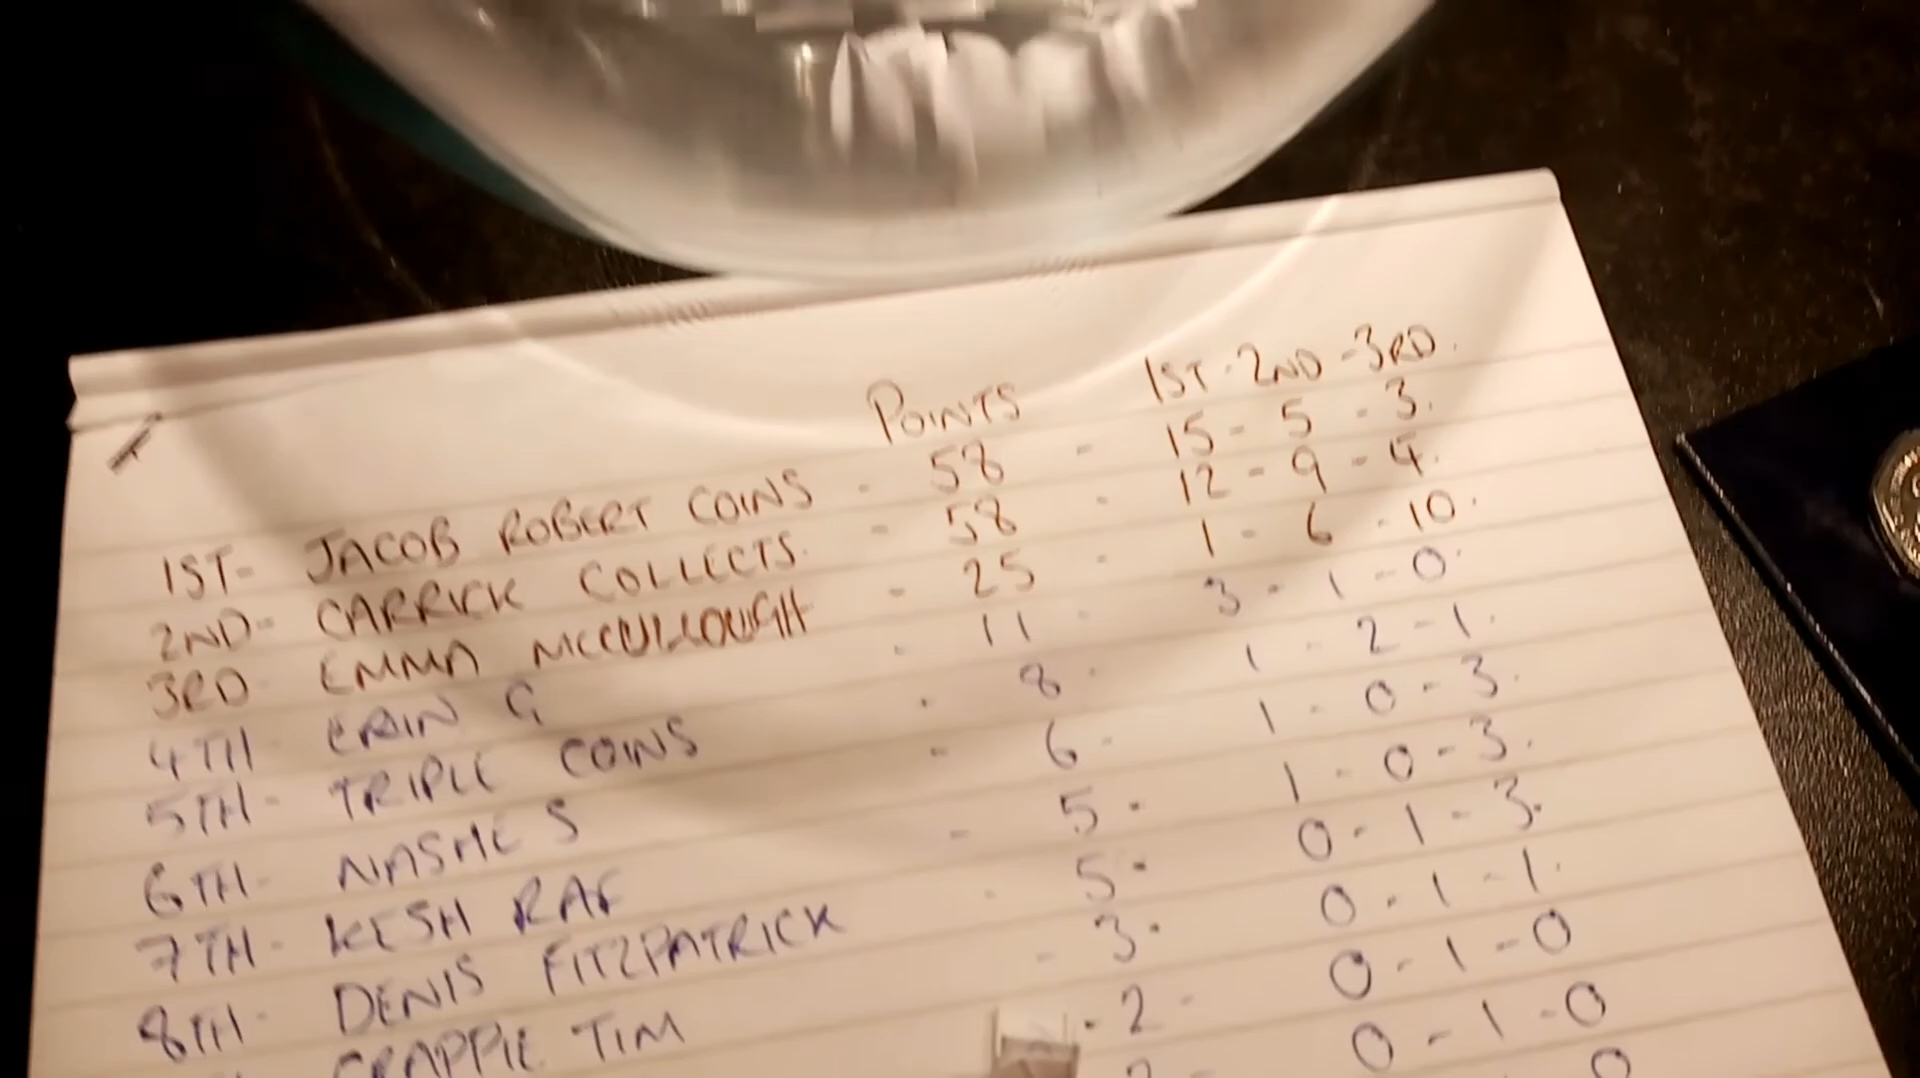 POINTS 1ST - 2ND - 3RD.
1ST - JACOB ROBERT COINS - 58 - 15 - 5 - 3.
2ND - CARRICK COLLECTS. - 58 - 12 - 9 - 4.
3RD EMMA MCCULLOUGH - 25 - 1 - 6 - 10.
4TH ERIN G - 11 - 3 - 1 - 0.
5TH - TRIPLE COINS - 8 - 1 - 2 - 1.
6TH - NASHE S - 6 - 1 - 0 - 3.
7TH - KESH RAF - 5 - 1 - 0 - 3.
8TH - DENIS FITZPATRICK - 5 - 0 - 1 - 3.
TIM - 3. 0 - 1 - 1.
- 2 - 0 - 1 - 0
0 - 1 - 0